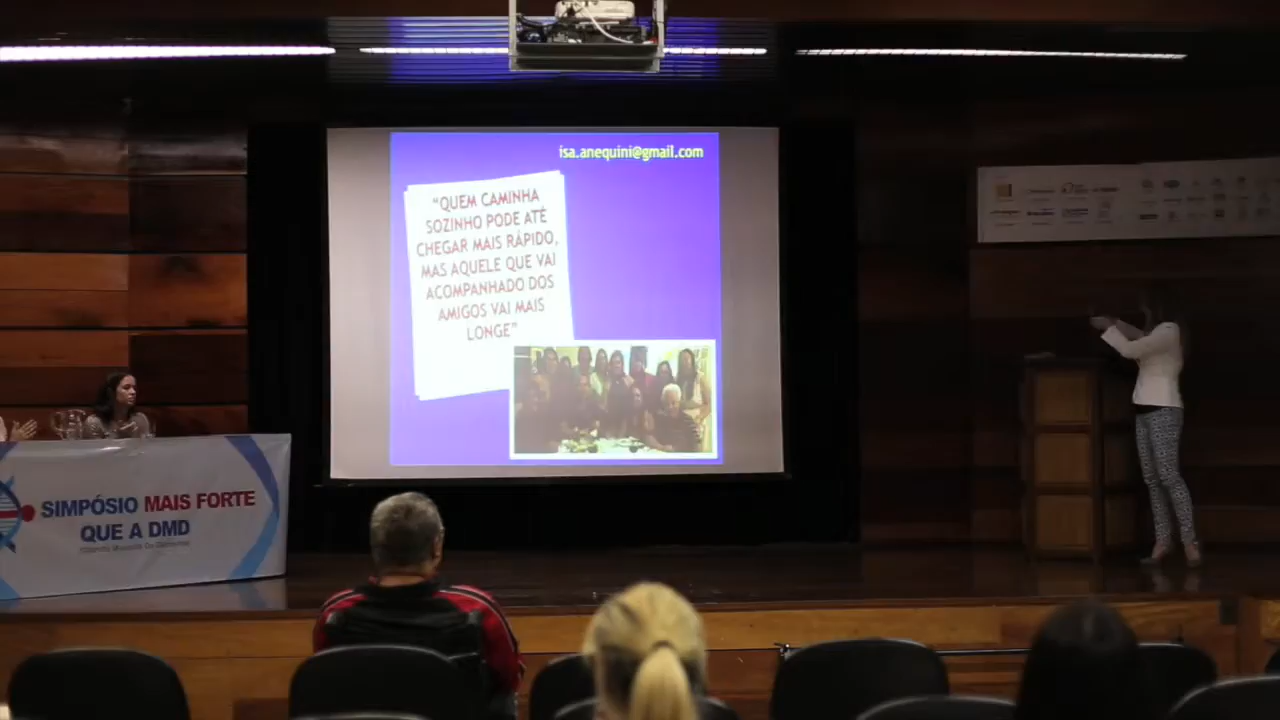 isa.anequini@gmail.com
"QUEM CAMINHA
SOZINHO PODE ATÉ
CHEGAR MAIS RÁPIDO,
MAS AQUELE QUE VAI
ACOMPANHADO DOS
AMIGOS VAI MAIS
LONGE"
SIMPÓSIO MAIS FORTE
QUE A DMD